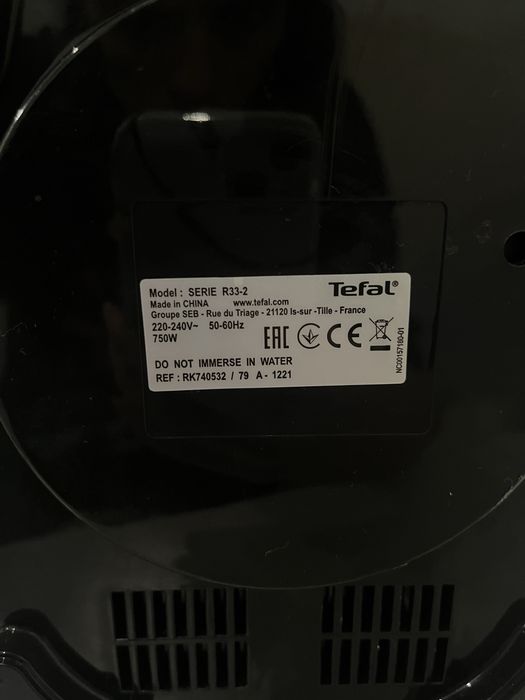 Model : SERIE R33-2
Tefal®
Made in CHINA www.tefal.com
Groupe SEB - Rue du Triage - 21120 Is-sur -Tille - France
220-240V~ 50-60Hz
750W
EAC CE
DO NOT IMMERSE IN WATER
REF : RK740532 / 79 A - 1221
NC00157160-01